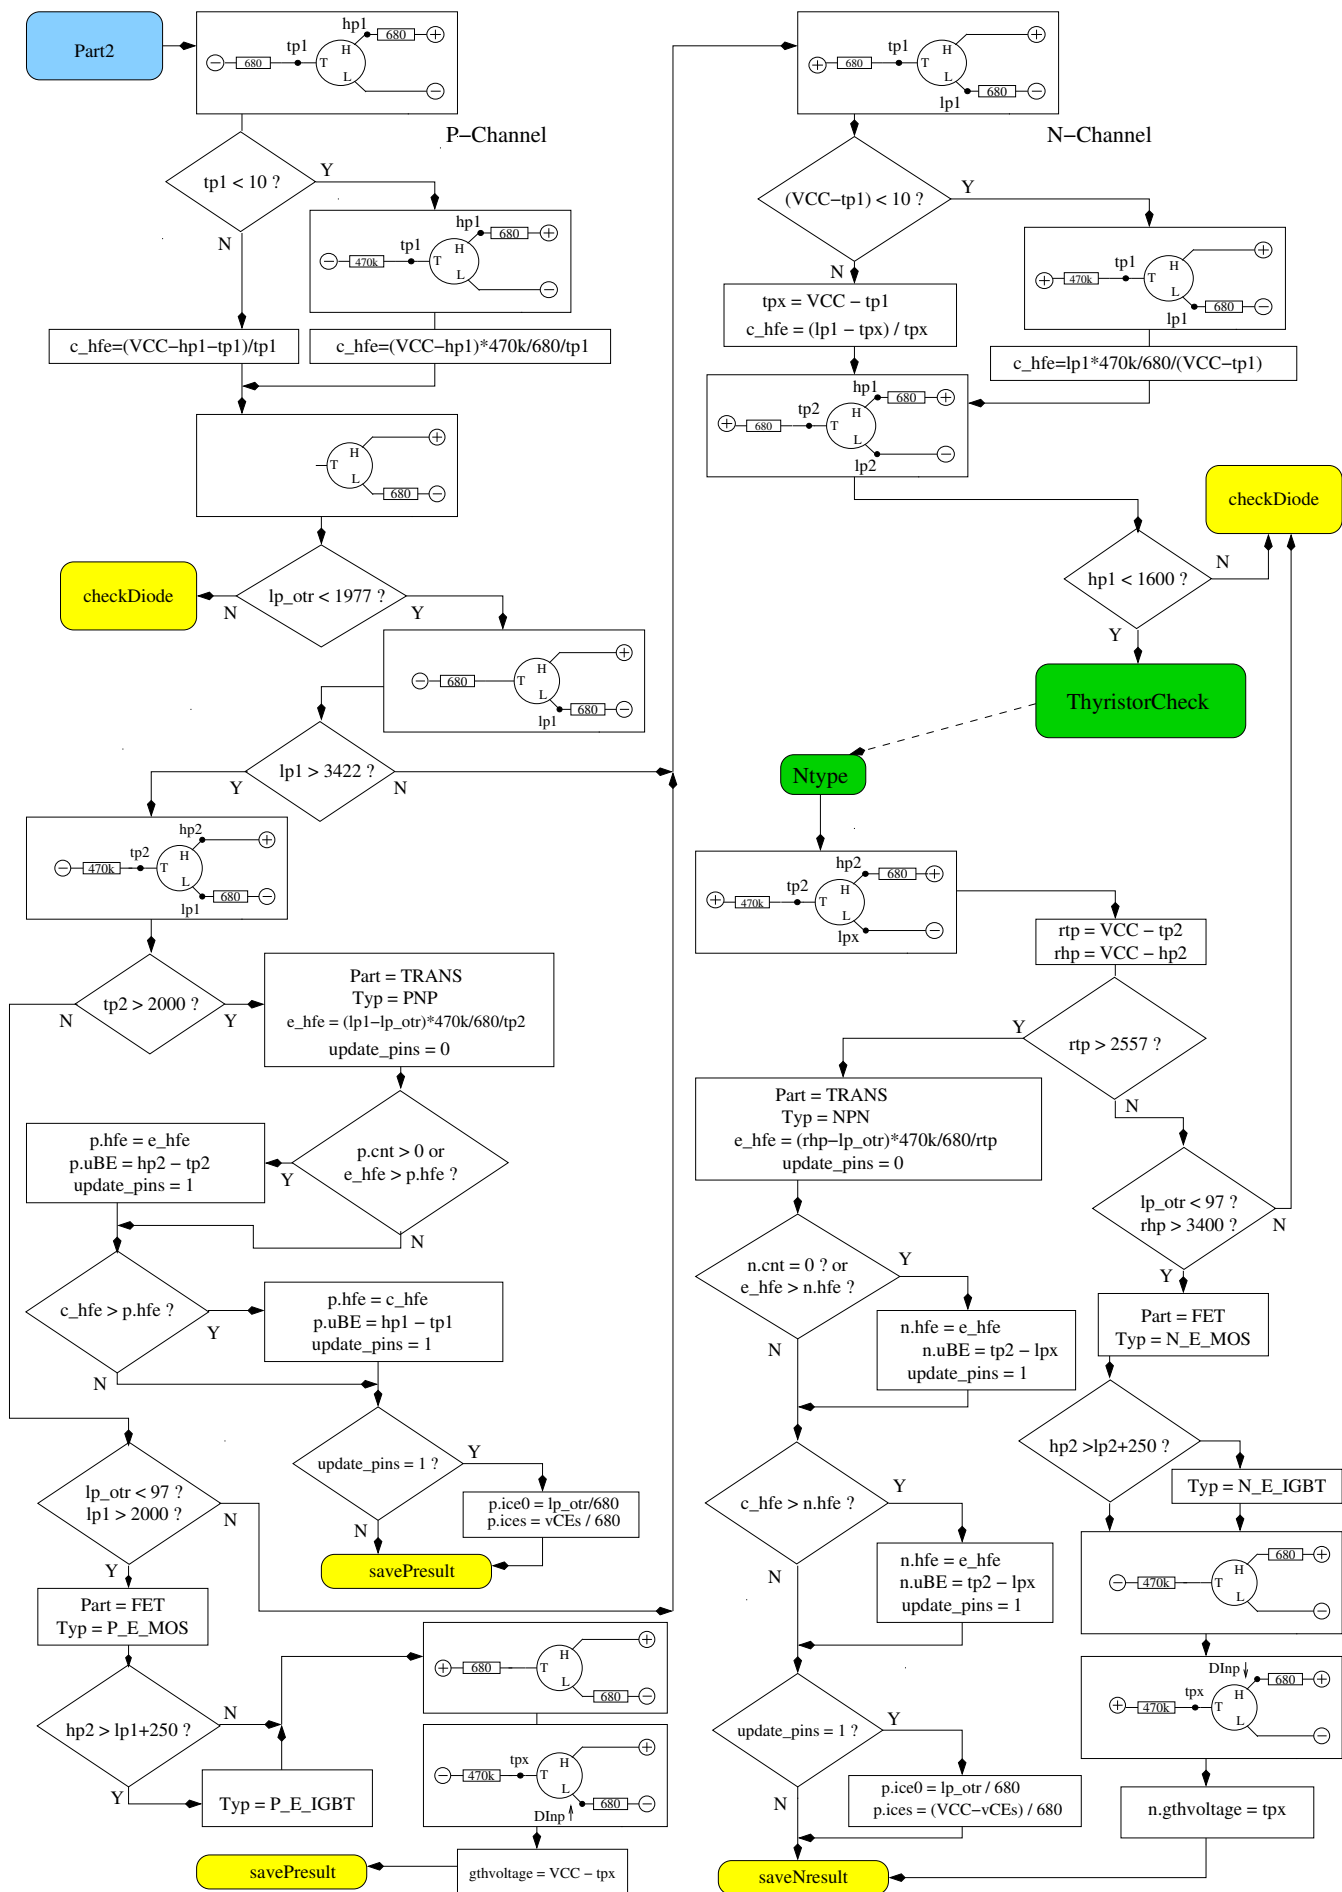 Part2
hp1
680
tp1
680
H
T
L
P−Channel
tp1 < 10 ?
Y
N
hp1
680
tp1
470k
H
T
L
c_hfe=(VCC-hp1-tp1)/tp1
c_hfe=(VCC-hp1)*470k/680/tp1
H
T
L
680
lp_otr < 1977 ?
N
Y
checkDiode
680
H
T
L
lp1
680
lp1 > 3422 ?
Y
N
hp2
tp2
470k
H
T
L
lp1
680
tp2 > 2000 ?
N
Y
Part = TRANS
Typ = PNP
e_hfe = (lp1−lp_otr)*470k/680/tp2
update_pins = 0
p.cnt > 0 or
e_hfe > p.hfe ?
Y
N
p.hfe = e_hfe
p.uBE = hp2 − tp2
update_pins = 1
c_hfe > p.hfe ?
Y
N
p.hfe = c_hfe
p.uBE = hp1 − tp1
update_pins = 1
update_pins = 1 ?
Y
N
p.ice0 = lp_otr/680
p.ices = vCEs / 680
savePresult
lp_otr < 97 ?
lp1 > 2000 ?
N
Y
Part = FET
Typ = P_E_MOS
hp2 > lp1+250 ?
N
Y
Typ = P_E_IGBT
680
H
T
L
680
tpx
470k
H
T
L
680
DInp
gthvoltage = VCC − tpx
savePresult
N−Channel
tp1
680
H
T
L
lp1
680
(VCC−tp1) < 10 ?
Y
N
tp1
470k
H
T
L
lp1
680
tpx = VCC − tp1
c_hfe = (lp1 − tpx) / tpx
c_hfe=lp1*470k/680/(VCC−tp1)
hp1
680
tp2
680
H
T
L
lp2
hp1 < 1600 ?
N
Y
checkDiode
ThyristorCheck
Ntype
hp2
680
tp2
470k
H
T
L
lpx
rtp = VCC − tp2
rhp = VCC − hp2
rtp > 2557 ?
Y
N
Part = TRANS
Typ = NPN
e_hfe = (rhp−lp_otr)*470k/680/rtp
update_pins = 0
lp_otr < 97 ?
rhp > 3400 ?
N
Y
n.cnt = 0 ? or
e_hfe > n.hfe ?
Y
N
n.hfe = e_hfe
n.uBE = tp2 − lpx
update_pins = 1
Part = FET
Typ = N_E_MOS
hp2 >lp2+250 ?
Y
N
Typ = N_E_IGBT
c_hfe > n.hfe ?
Y
N
n.hfe = e_hfe
n.uBE = tp2 − lpx
update_pins = 1
680
470k
H
T
L
DInp
680
tpx
470k
H
T
L
update_pins = 1 ?
Y
N
p.ice0 = lp_otr / 680
p.ices = (VCC−vCEs) / 680
n.gthvoltage = tpx
saveNresult